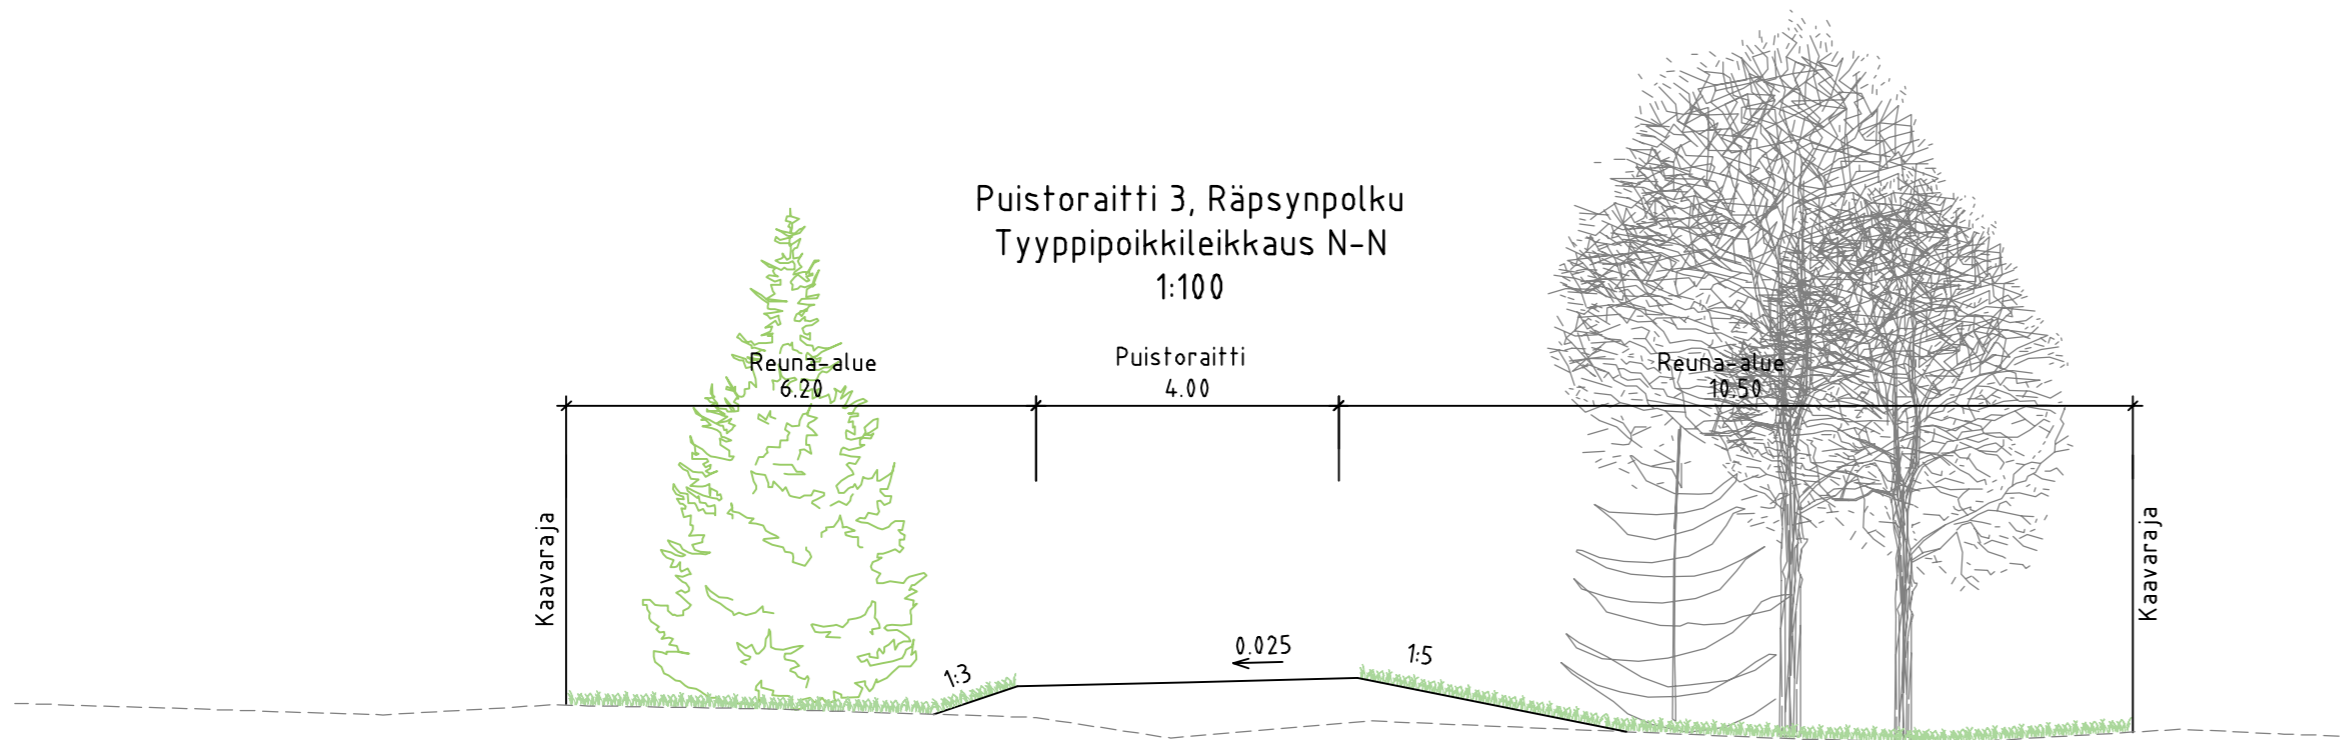 Puistoraitti 3, Räpsynpolku
Tyyppipoikkileikkaus N-N
1:100
Reuna-alue
6.20
Puistoraitti
4.00
Reuna-alue
10.50
Kaavaraja
Kaavaraja
1:3
0.025
1:5